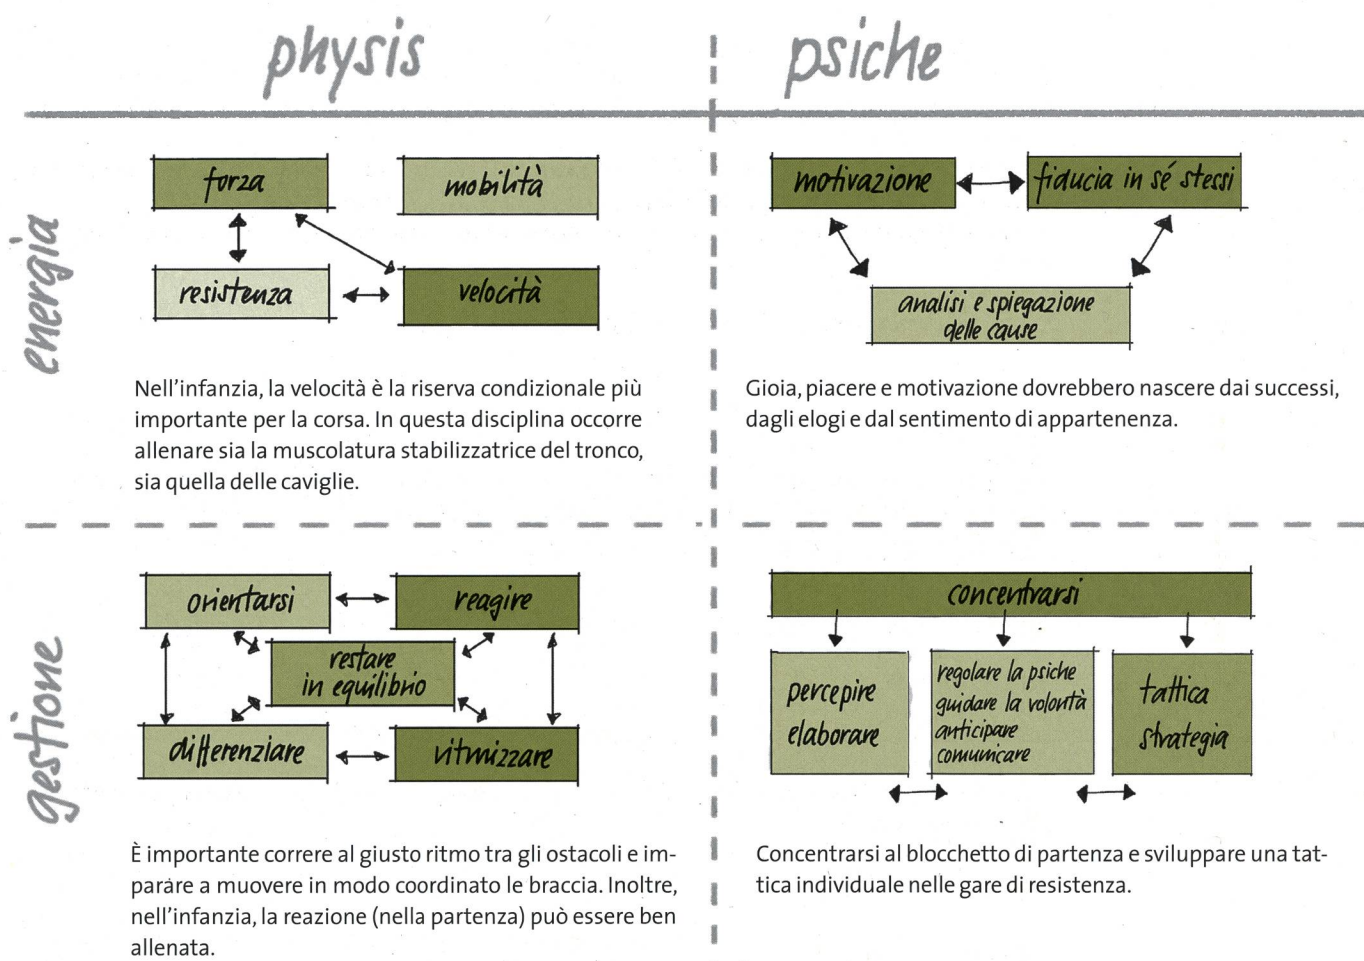 physis
psiche
energia
forza
mobilità
resistenza
velocità
Nell'infanzia, la velocità è la riserva condizionale più
importante per la corsa. In questa disciplina occorre
allenare sia la muscolatura stabilizzatrice del tronco,
sia quella delle caviglie.
motivazione
fiducia in sé stessi
analisi e spiegazione
delle cause
Gioia, piacere e motivazione dovrebbero nascere dai successi,
dagli elogi e dal sentimento di appartenenza.
gestione
orientarsi
reagire
restare
in equilibrio
differenziare
ritmizzare
È importante correre al giusto ritmo tra gli ostacoli e im-
parare a muovere in modo coordinato le braccia. Inoltre,
nell'infanzia, la reazione (nella partenza) può essere ben
allenata.
concentrarsi
percepire
elaborare
regolare la psiche
guidare la volontà
anticipare
comunicare
tattica
strategia
Concentrarsi al blocchetto di partenza e sviluppare una tat-
tica individuale nelle gare di resistenza.